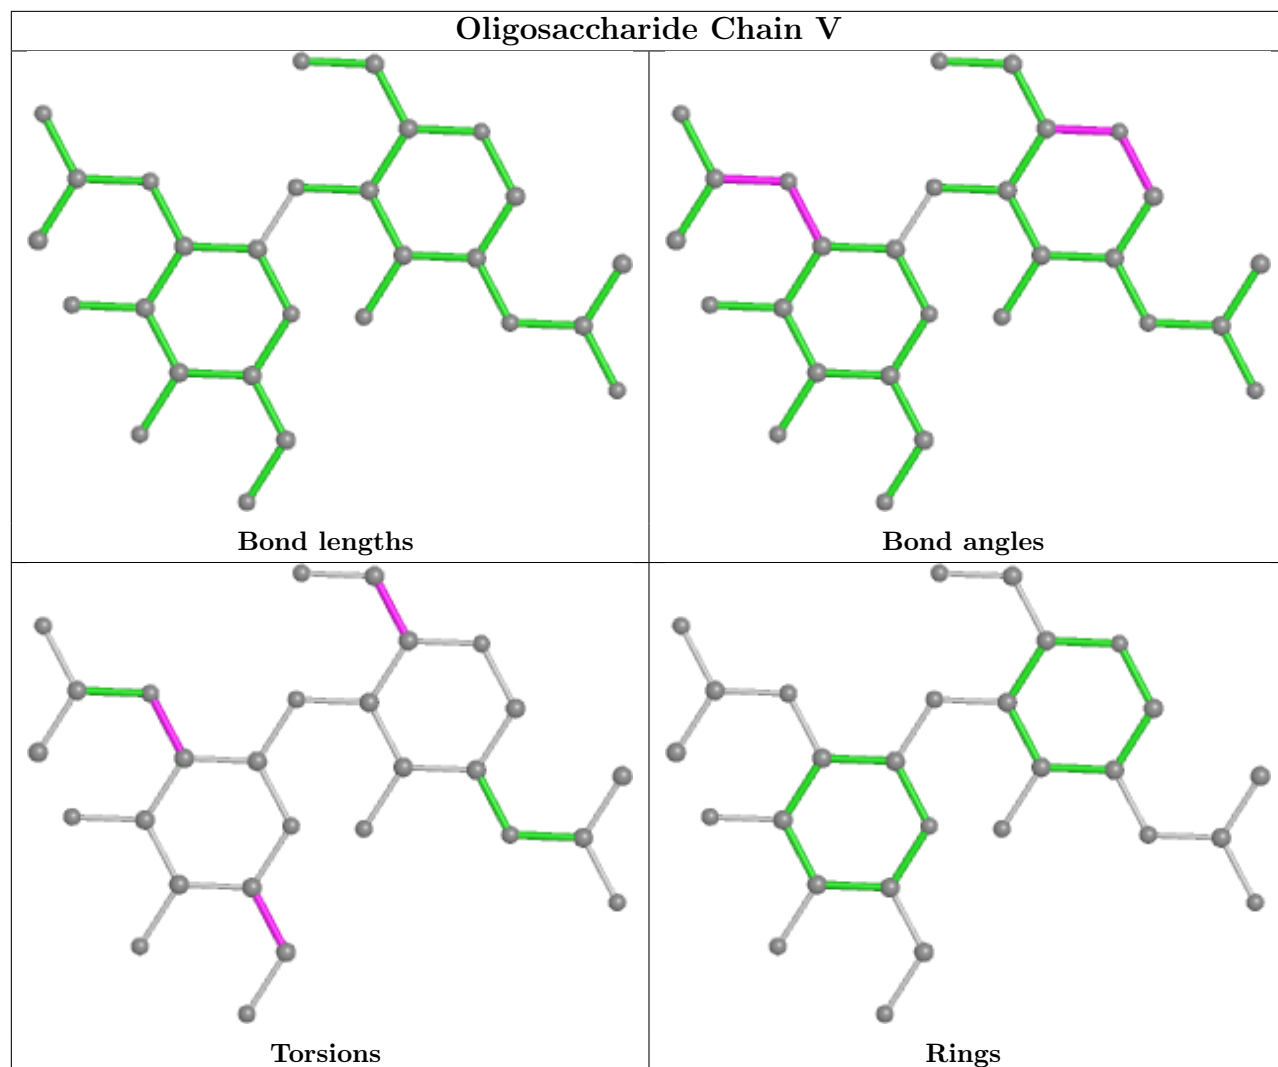 Oligosaccharide Chain V
Bond lengths
Bond angles
Torsions
Rings